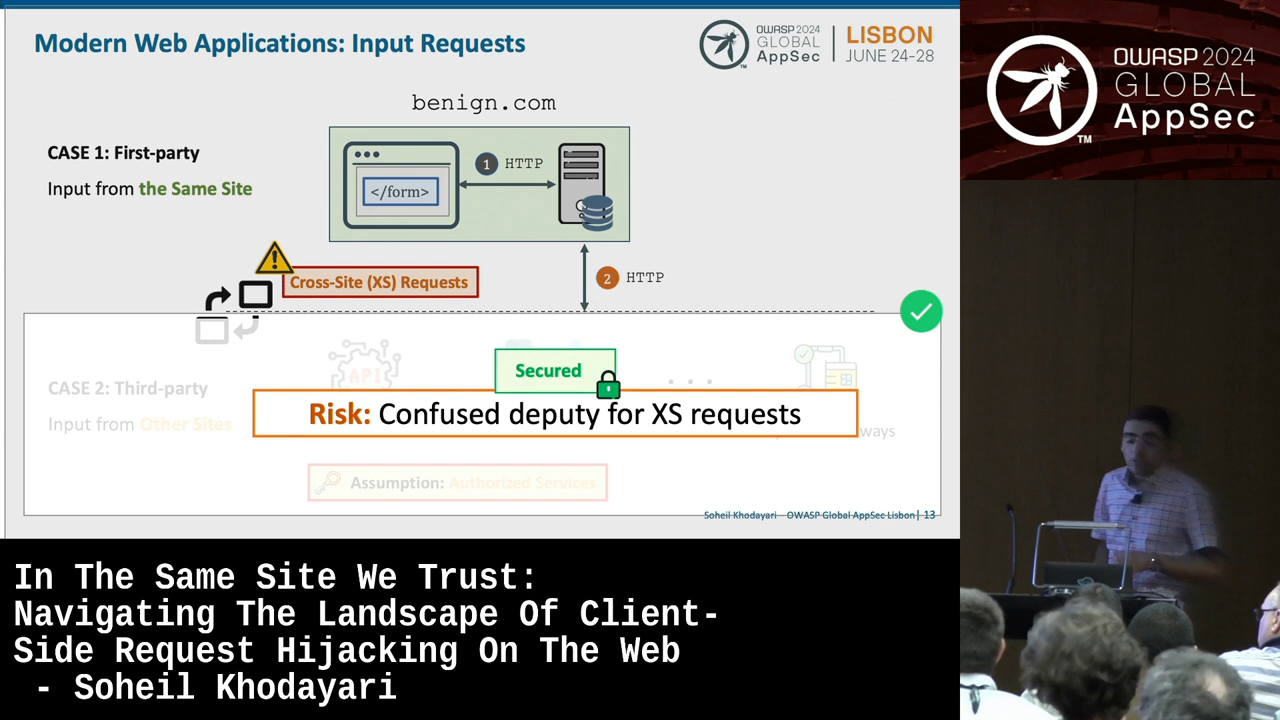 Modern Web Applications: Input Requests
OWASP 2024
GLOBAL
AppSec
TM
LISBON
JUNE 24-28
benign.com
CASE 1: First-party
Input from the Same Site
</form>
1 HTTP
Cross-Site (XS) Requests
2 HTTP
API
Secured
CASE 2: Third-party
Input from Other Sites
Risk: Confused deputy for XS requests
ways
Assumption: Authorized Services
Soheil Khodayari - OWASP Global AppSec Lisbon | 13
OWASP 2024
GLOBAL
AppSec
TM
In The Same Site We Trust:
Navigating The Landscape Of Client-
Side Request Hijacking On The Web
- Soheil Khodayari